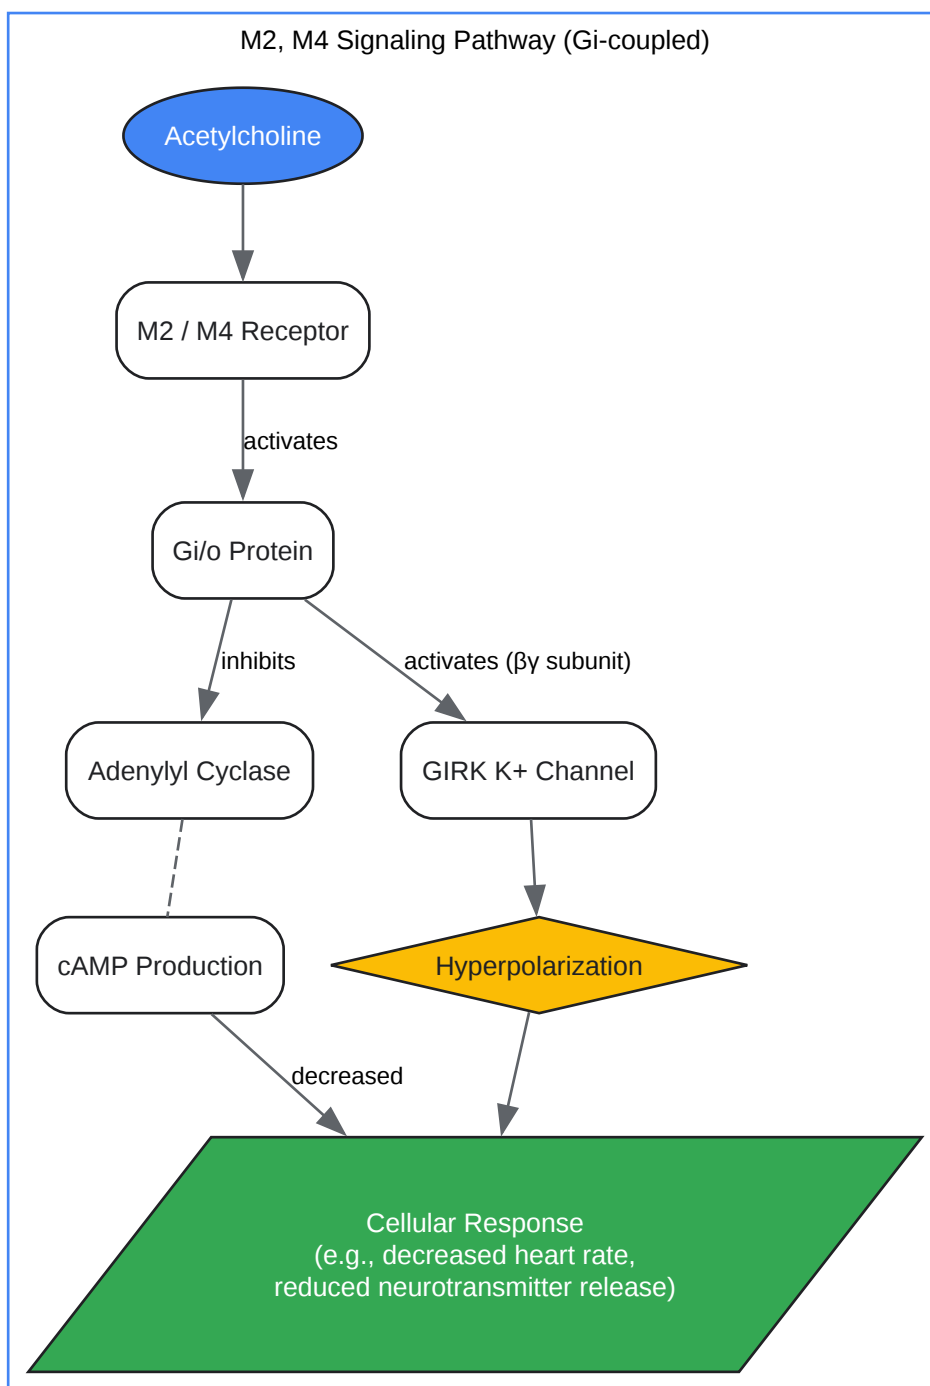 M2, M4 Signaling Pathway (Gi-coupled)
Acetylcholine
M2 / M4 Receptor
activates
Gi/o Protein
inhibits
activates (βγ subunit)
Adenylyl Cyclase
GIRK K+ Channel
cAMP Production
Hyperpolarization
decreased
Cellular Response
(e.g., decreased heart rate,
reduced neurotransmitter release)